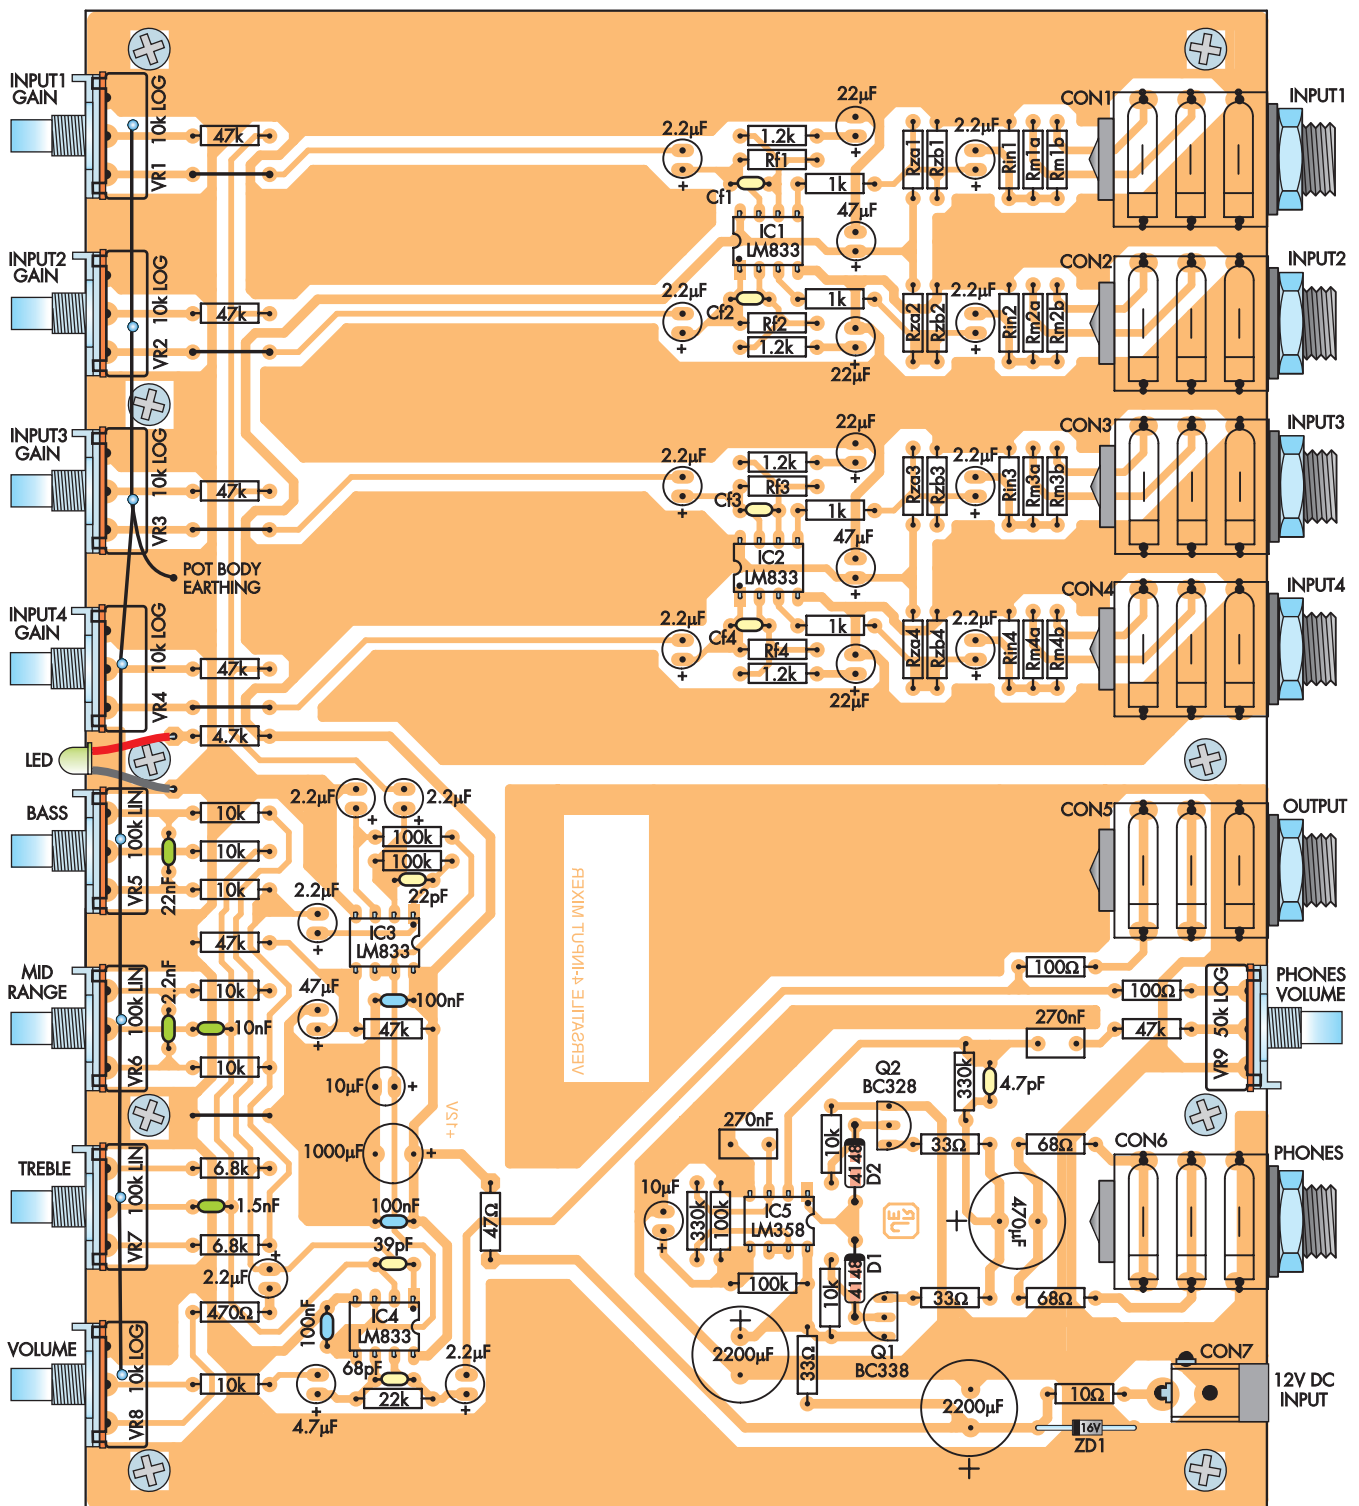 INPUT1
GAIN
10k LOG
VR1
47k
2.2µF
1.2k
22µF
Rf1
Cf1
1k
47µF
IC1
LM833
Rza1
Rzb1
2.2µF
Rin1
Rm1a
Rm1b
CON1
INPUT1
INPUT2
GAIN
10k LOG
VR2
47k
2.2µF
Cf2
1k
Rf2
1.2k
22µF
Rza2
Rzb2
2.2µF
Rin2
Rm2a
Rm2b
CON2
INPUT2
INPUT3
GAIN
10k LOG
VR3
47k
2.2µF
1.2k
22µF
Rf3
Cf3
1k
47µF
IC2
LM833
Rza3
Rzb3
2.2µF
Rin3
Rm3a
Rm3b
CON3
INPUT3
POT BODY
EARTHING
INPUT4
GAIN
10k LOG
VR4
47k
2.2µF
Cf4
1k
Rf4
1.2k
22µF
Rza4
Rzb4
2.2µF
Rin4
Rm4a
Rm4b
CON4
INPUT4
LED
4.7k
BASS
100k LIN
VR5
22nF
10k
10k
10k
2.2µF
2.2µF
100k
100k
22pF
2.2µF
IC3
LM833
47k
MID
RANGE
100k LIN
VR6
2.2nF
10k
10nF
10k
47µF
100nF
47k
10µF
1000µF
+12V
VERSATILE 4-INPUT MIXER
CON5
OUTPUT
100Ω
100Ω
PHONES
VOLUME
50k LOG
VR9
47k
270nF
330k
4.7pF
Q2
BC328
10k
4148
D2
33Ω
68Ω
270nF
10µF
330k
100k
IC5
LM358
100k
470µF
CON6
PHONES
TREBLE
100k LIN
VR7
6.8k
1.5nF
6.8k
2.2µF
470Ω
100nF
39pF
47Ω
100nF
IC4
LM833
68pF
22k
2.2µF
4.7µF
10k
VOLUME
10k LOG
VR8
4148
D1
10k
33Ω
68Ω
Q1
BC338
33Ω
2200µF
2200µF
10Ω
16V
ZD1
CON7
12V DC
INPUT